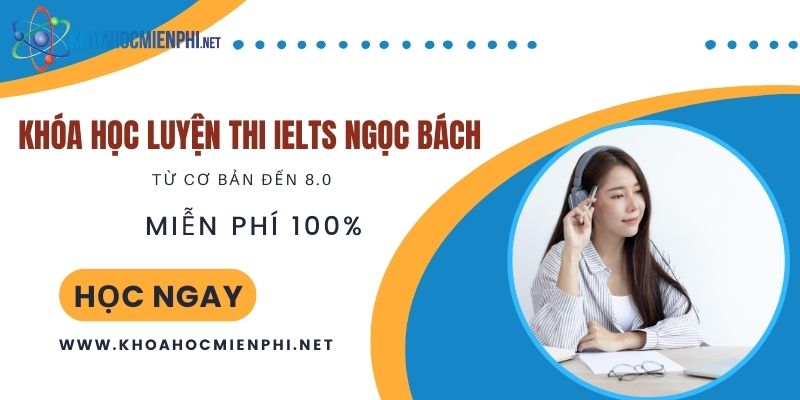 KHOAHOCMIENPHI.NET
KHÓA HỌC LUYỆN THI IELTS NGỌC BÁCH
TỪ CƠ BẢN ĐẾN 8.0
MIỄN PHÍ 100%
HỌC NGAY
WWW.KHOAHOCMIENPHI.NET